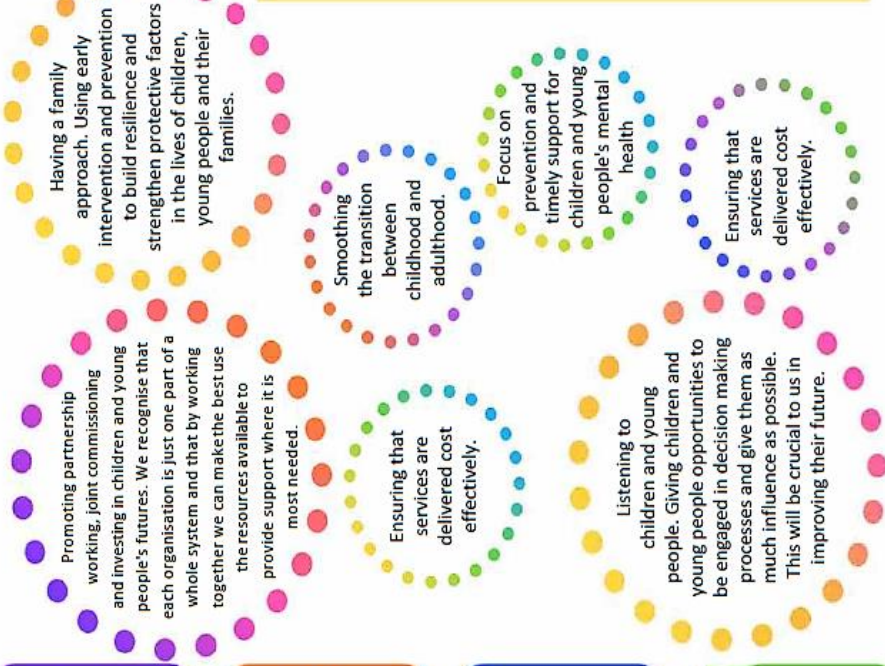 Promoting partnership
working, joint commissioning
and investing in children and young
people's futures. We recognise that
each organisation is just one part of a
whole system and that by working
together we can make the best use
the resources available to
provide support where it is
most needed.
Having a family
approach. Using early
intervention and prevention
to build resilience and
strengthen protective factors
in the lives of children,
young people and their
families.
Smoothing
the transition
between
childhood and
adulthood.
Ensuring that
services are
delivered cost
effectively.
Focus on
prevention and
timely support for
children and young
people's mental
health
Listening to
children and young
people. Giving children and
young people opportunities to
be engaged in decision making
processes and give them as
much influence as possible.
This will be crucial to us in
improving their future.
Ensuring that
services are
delivered cost
effectively.